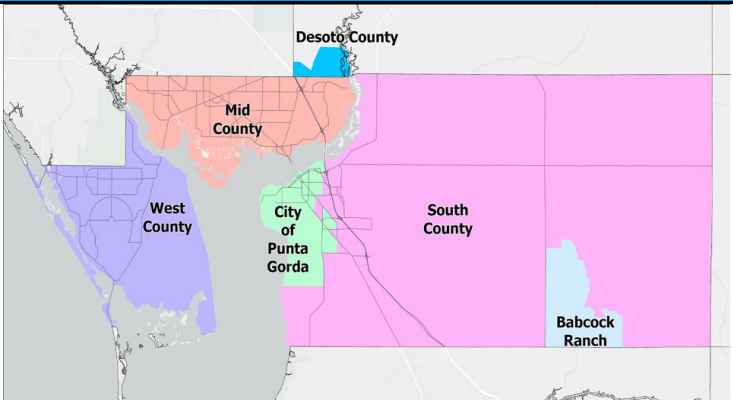 Desoto County
Mid
County
West
County
City
of
Punta
Gorda
South
County
Babcock
Ranch